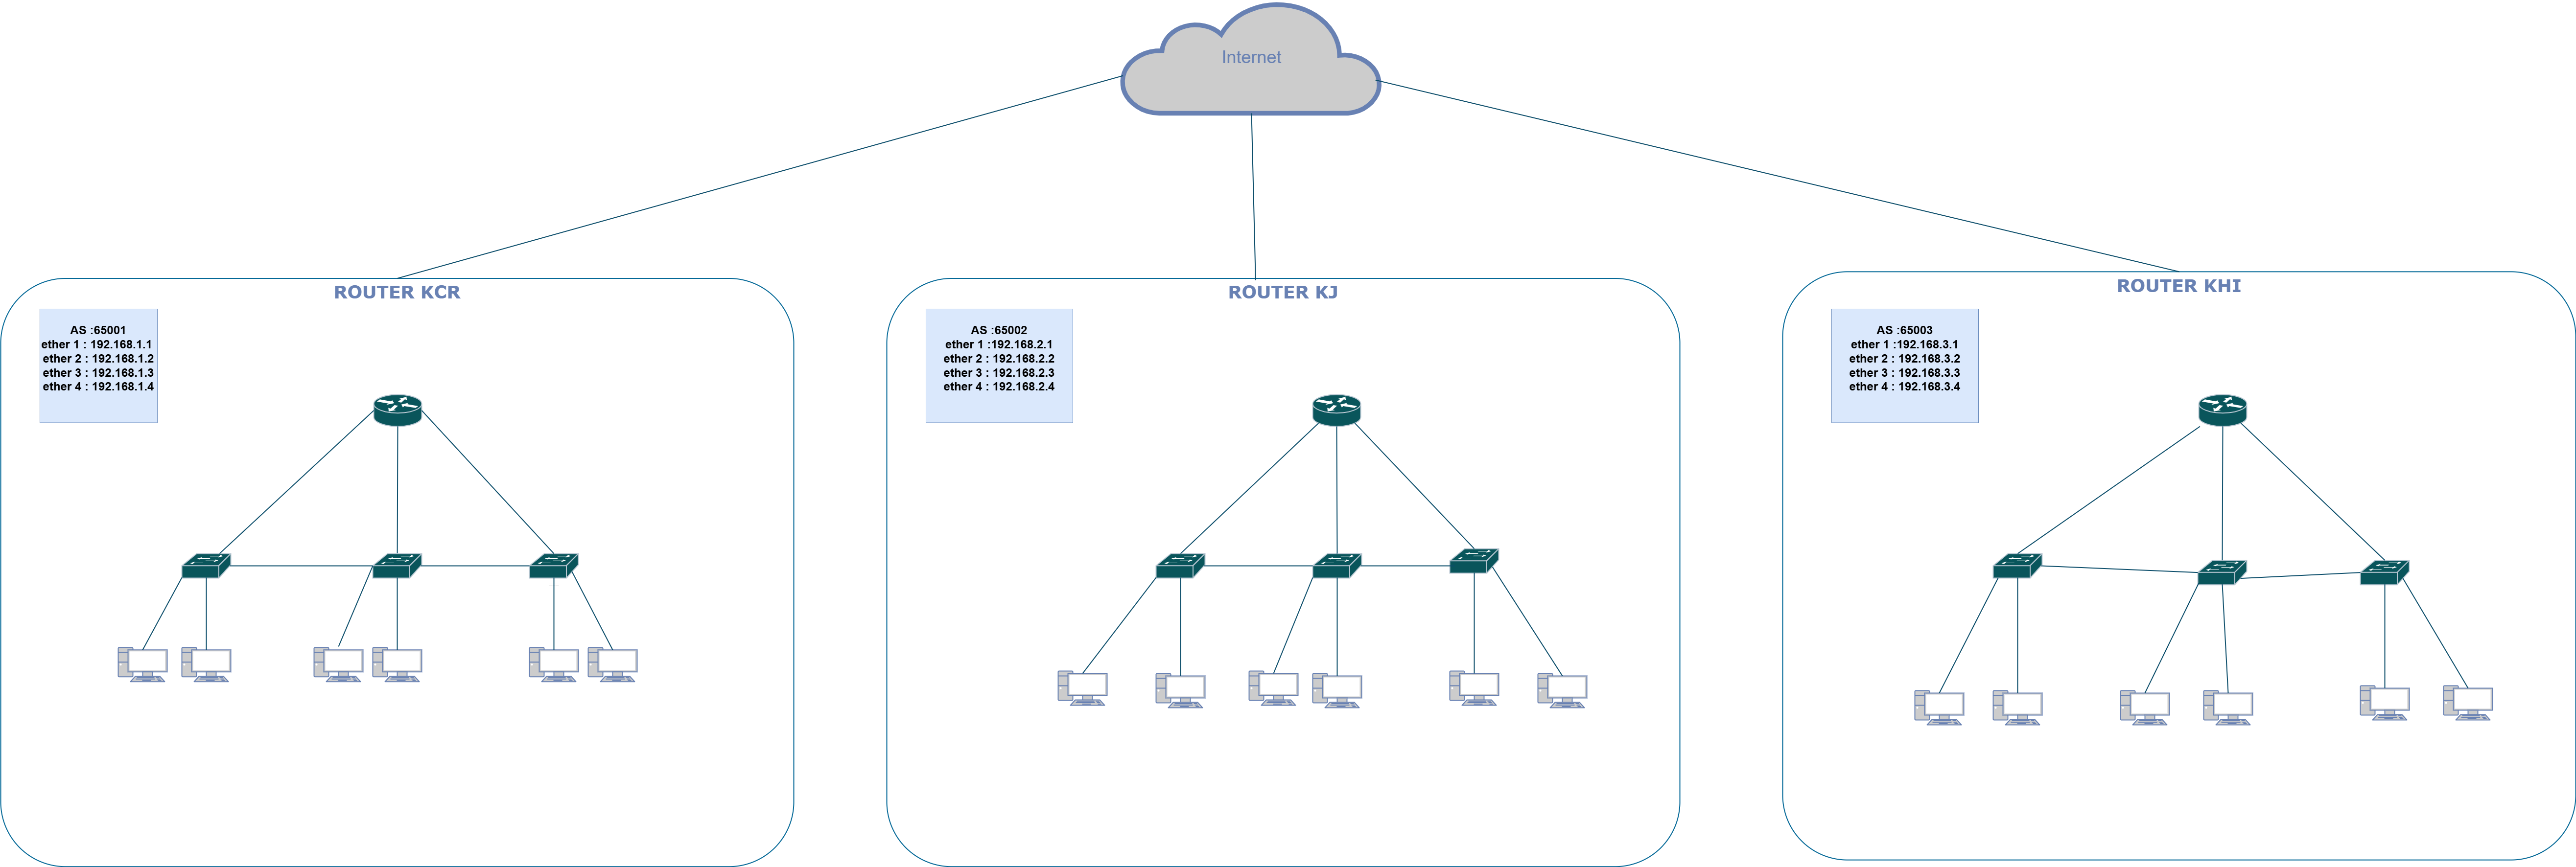 Internet
ROUTER KCR
AS :65001
ether 1 : 192.168.1.1
ether 2 : 192.168.1.2
ether 3 : 192.168.1.3
ether 4 : 192.168.1.4
ROUTER KJ
AS :65002
ether 1 :192.168.2.1
ether 2 : 192.168.2.2
ether 3 : 192.168.2.3
ether 4 : 192.168.2.4
ROUTER KHI
AS :65003
ether 1 :192.168.3.1
ether 2 : 192.168.3.2
ether 3 : 192.168.3.3
ether 4 : 192.168.3.4